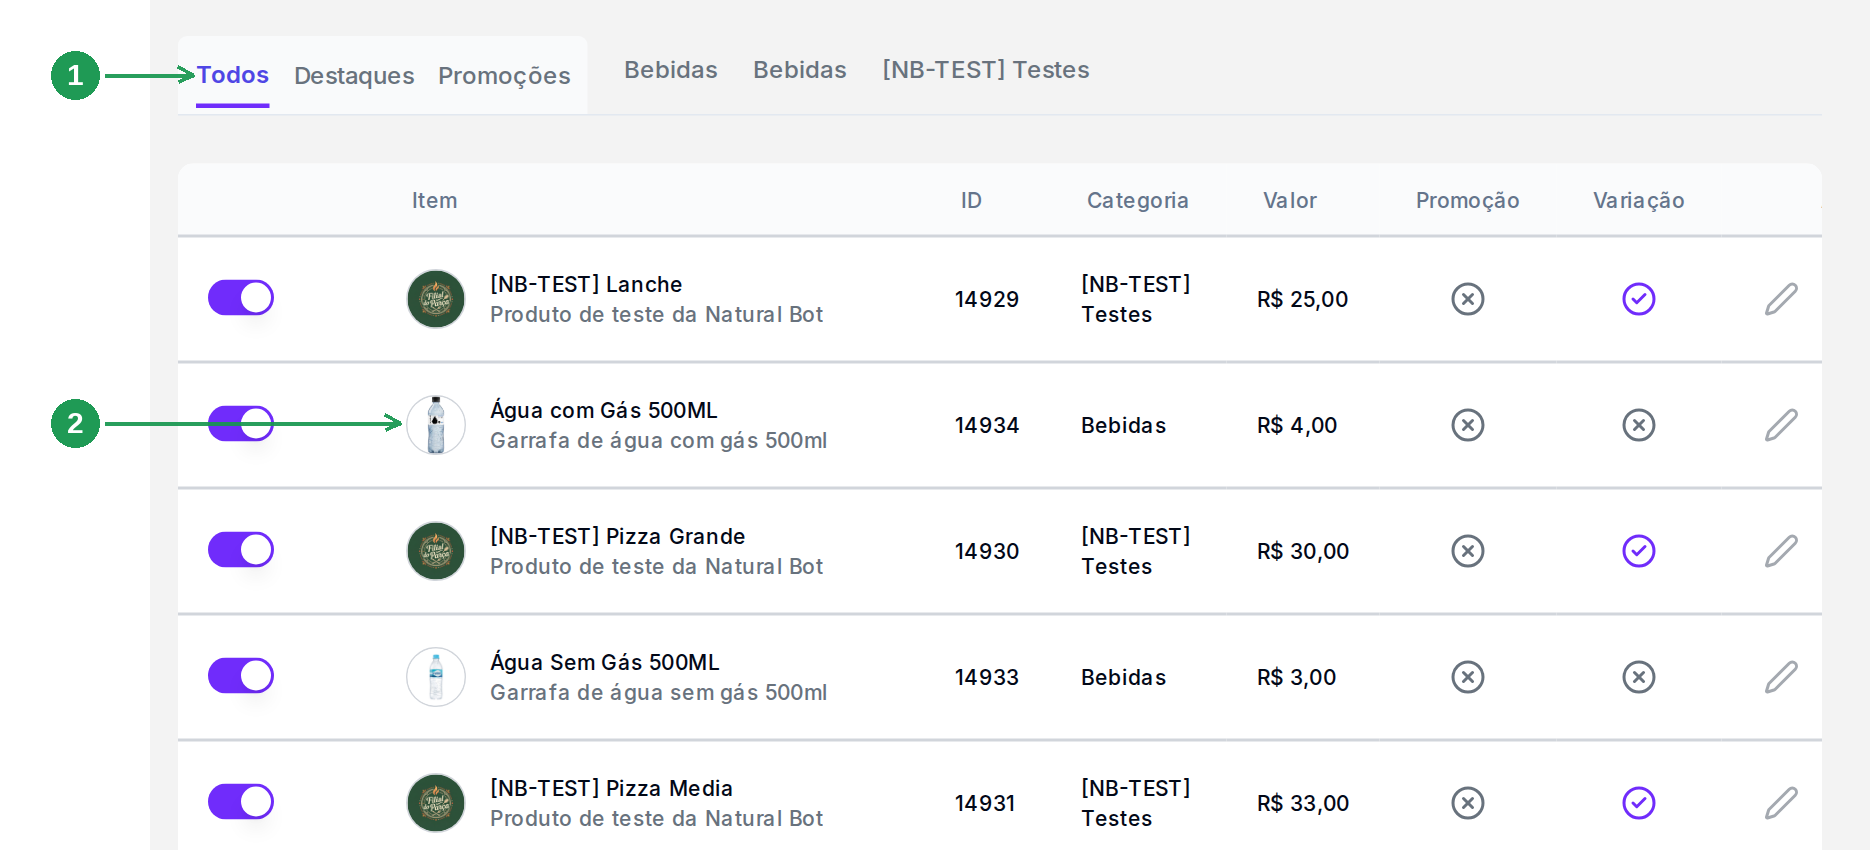 1
Todos Destaques Promoções Bebidas Bebidas [NB-TEST] Testes
Item ID Categoria Valor Promoção Variação
[NB-TEST] Lanche
Produto de teste da Natural Bot
14929
[NB-TEST]
Testes
R$ 25,00
2
Água com Gás 500ML
Garrafa de água com gás 500ml
14934
Bebidas
R$ 4,00
[NB-TEST] Pizza Grande
Produto de teste da Natural Bot
14930
[NB-TEST]
Testes
R$ 30,00
Água Sem Gás 500ML
Garrafa de água sem gás 500ml
14933
Bebidas
R$ 3,00
[NB-TEST] Pizza Media
Produto de teste da Natural Bot
14931
[NB-TEST]
Testes
R$ 33,00